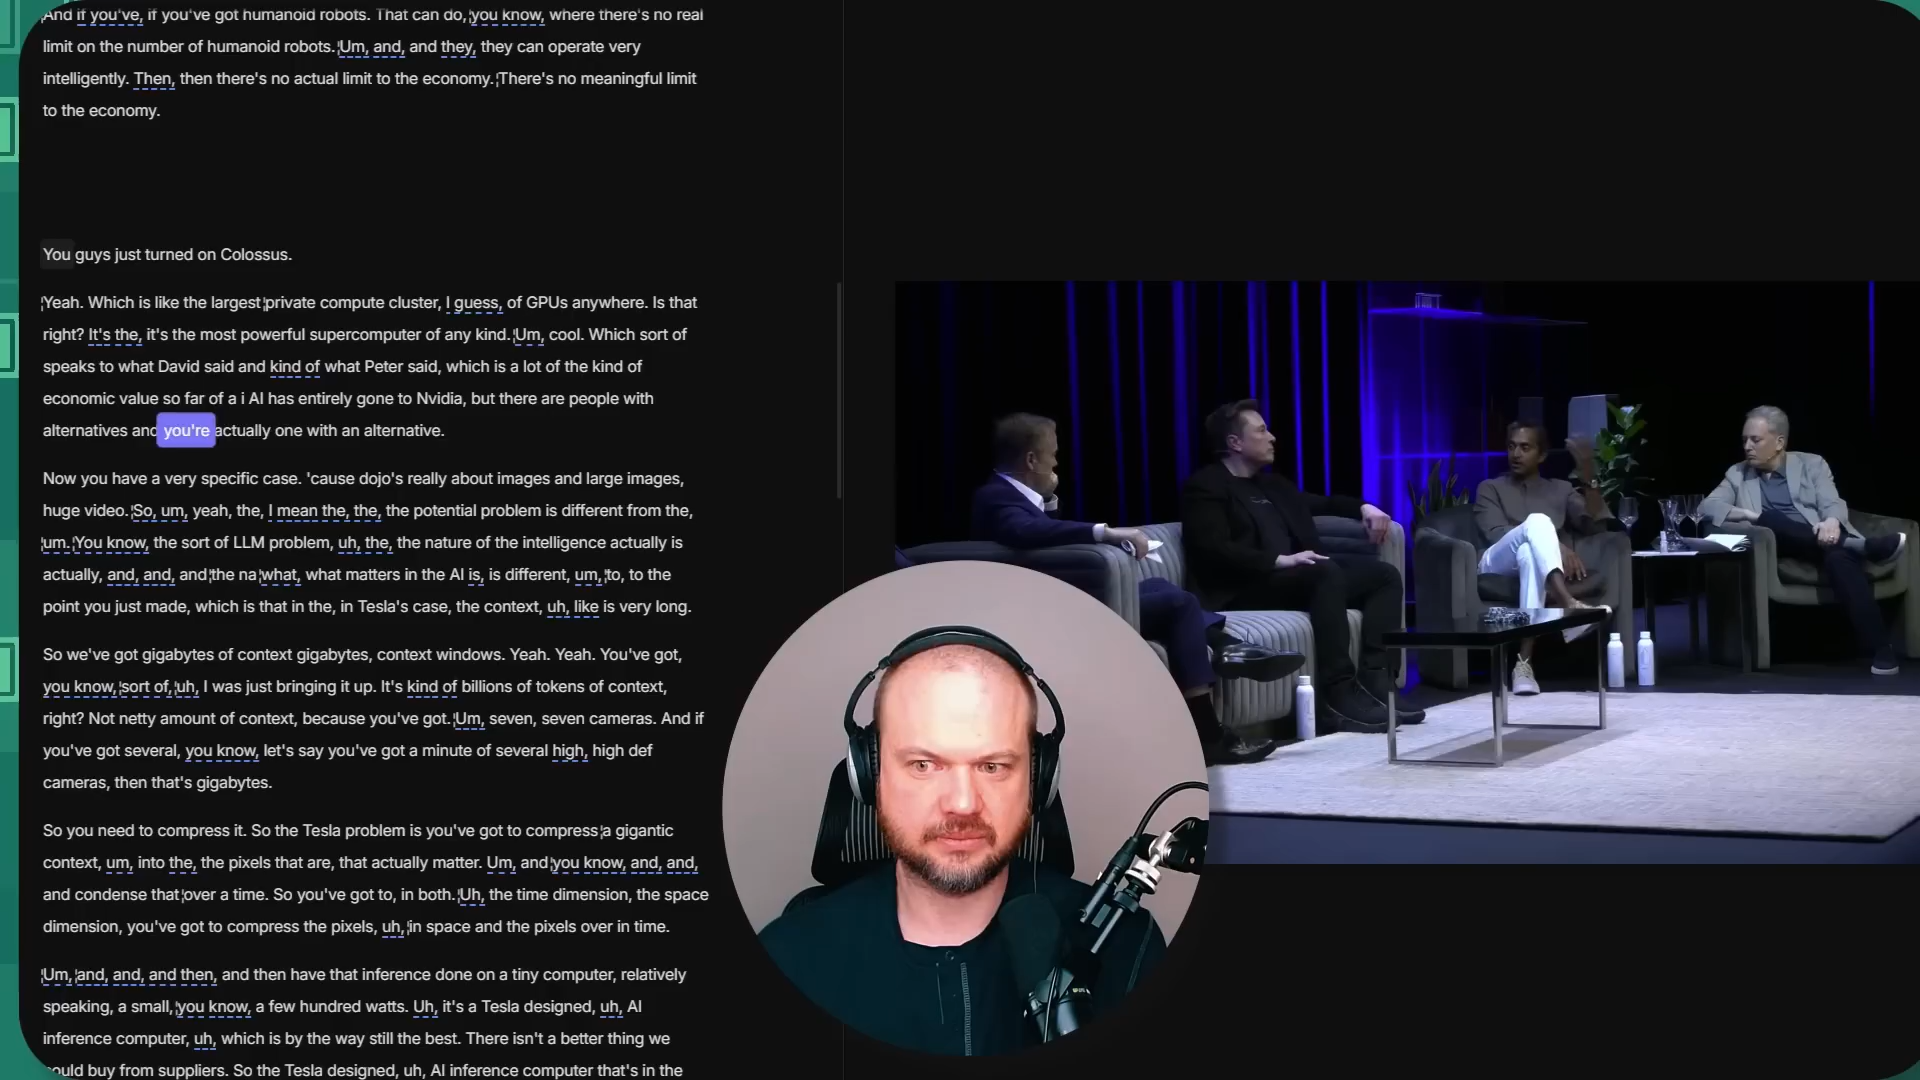 And if you've, if you've got humanoid robots. That can do, you know, where there's no real
limit on the number of humanoid robots. Um, and, and they, they can operate very
intelligently. Then, then there's no actual limit to the economy. There's no meaningful limit
to the economy.
You guys just turned on Colossus.
Yeah. Which is like the largest private compute cluster, I guess, of GPUs anywhere. Is that
right? It's the, it's the most powerful supercomputer of any kind. Um, cool. Which sort of
speaks to what David said and kind of what Peter said, which is a lot of the kind of
economic value so far of a i AI has entirely gone to Nvidia, but there are people with
alternatives and you're actually one with an alternative.
Now you have a very specific case. 'cause dojo's really about images and large images,
huge video. So, um, yeah, the, I mean the, the, the potential problem is different from the,
um. You know, the sort of LLM problem, uh, the, the nature of the intelligence actually is
actually, and, and, and the na what, what matters in the AI is, is different, um, to, to the
point you just made, which is that in the, in Tesla's case, the context, uh, like is very long.
So we've got gigabytes of context gigabytes, context windows. Yeah. Yeah. You've got,
you know, sort of, uh, I was just bringing it up. It's kind of billions of tokens of context,
right? Not netty amount of context, because you've got. Um, seven, seven cameras. And if
you've got several, you know, let's say you've got a minute of several high, high def
cameras, then that's gigabytes.
So you need to compress it. So the Tesla problem is you've got to compress a gigantic
context, um, into the, the pixels that are, that actually matter. Um, and you know, and, and,
and condense that over a time. So you've got to, in both. Uh, the time dimension, the space
dimension, you've got to compress the pixels, uh, in space and the pixels over in time.
Um, and, and, and then, and then have that inference done on a tiny computer, relatively
speaking, a small, you know, a few hundred watts. Uh, it's a Tesla designed, uh, AI
inference computer, uh, which is by the way still the best. There isn't a better thing we
could buy from suppliers. So the Tesla designed, uh, AI inference computer that's in the